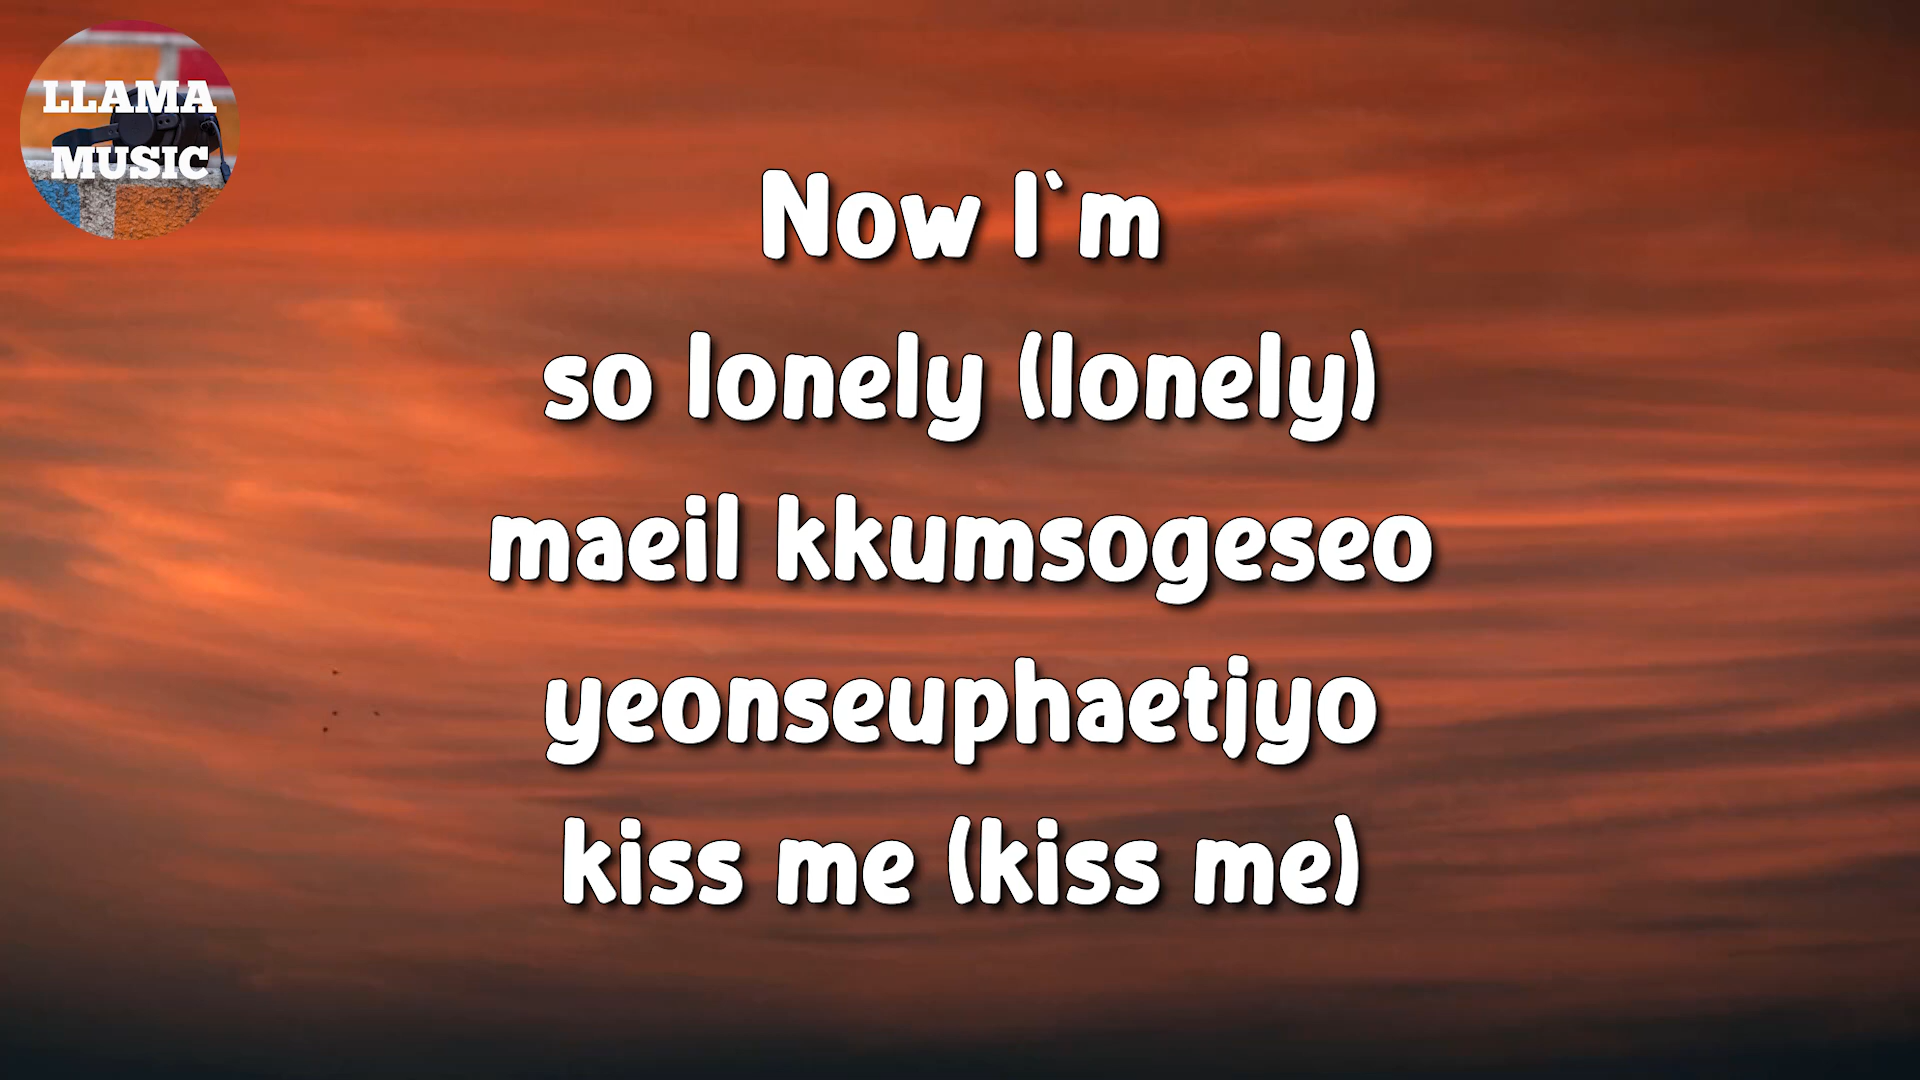 LLAMA
MUSIC
Now I`m
so lonely (lonely)
maeil kkumsogeseo
yeonseuphaetjyo
kiss me (kiss me)